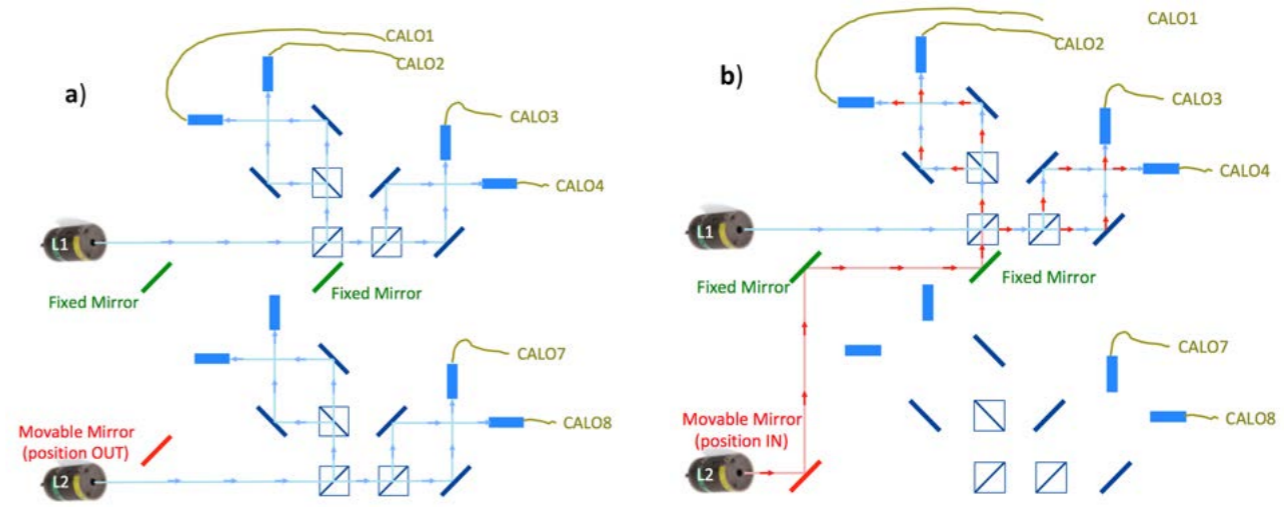 a)
CALO1
CALO2
CALO3
CALO4
L1
Fixed Mirror
Fixed Mirror
CALO7
CALO8
Movable Mirror
(position OUT)
L2
b)
CALO1
CALO2
CALO3
CALO4
L1
Fixed Mirror
Fixed Mirror
CALO7
CALO8
Movable Mirror
(position IN)
L2